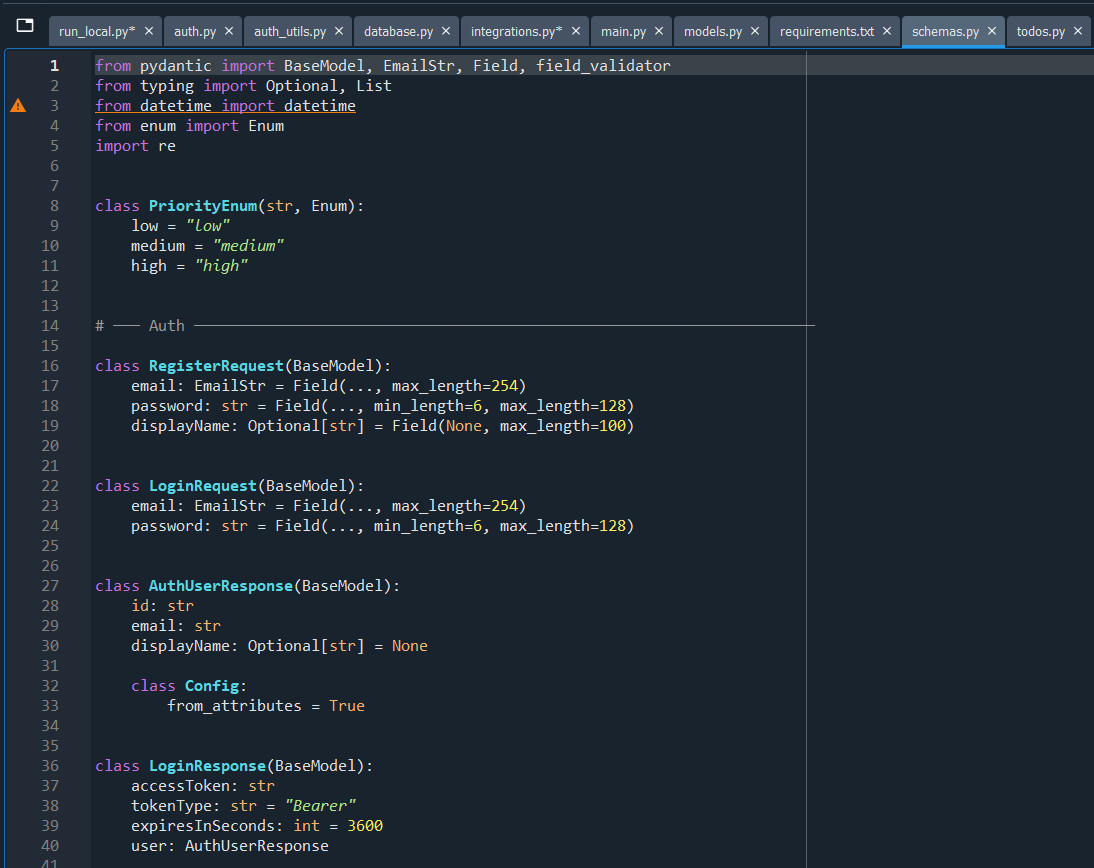 run_local.py* auth.py auth_utils.py database.py integrations.py* main.py models.py requirements.txt schemas.py todos.py
1 from pydantic import BaseModel, EmailStr, Field, field_validator
2 from typing import Optional, List
3 from datetime import datetime
4 from enum import Enum
5 import re
6
7
8 class PriorityEnum(str, Enum):
9     low = "low"
10     medium = "medium"
11     high = "high"
12
13
14 # ─── Auth ─────────────────────────────────────────────────────────────────────
15
16 class RegisterRequest(BaseModel):
17     email: EmailStr = Field(..., max_length=254)
18     password: str = Field(..., min_length=6, max_length=128)
19     displayName: Optional[str] = Field(None, max_length=100)
20
21
22 class LoginRequest(BaseModel):
23     email: EmailStr = Field(..., max_length=254)
24     password: str = Field(..., min_length=6, max_length=128)
25
26
27 class AuthUserResponse(BaseModel):
28     id: str
29     email: str
30     displayName: Optional[str] = None
31
32     class Config:
33         from_attributes = True
34
35
36 class LoginResponse(BaseModel):
37     accessToken: str
38     tokenType: str = "Bearer"
39     expiresInSeconds: int = 3600
40     user: AuthUserResponse
41